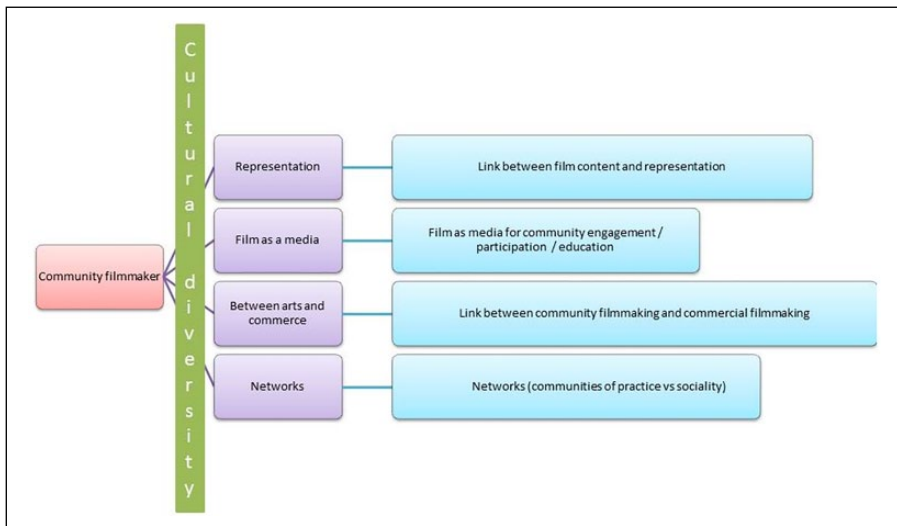 Cultural diversity
Community filmmaker
Representation
Link between film content and representation
Film as a media
Film as media for community engagement /
participation / education
Between arts and
commerce
Link between community filmmaking and commercial filmmaking
Networks
Networks (communities of practice vs sociality)